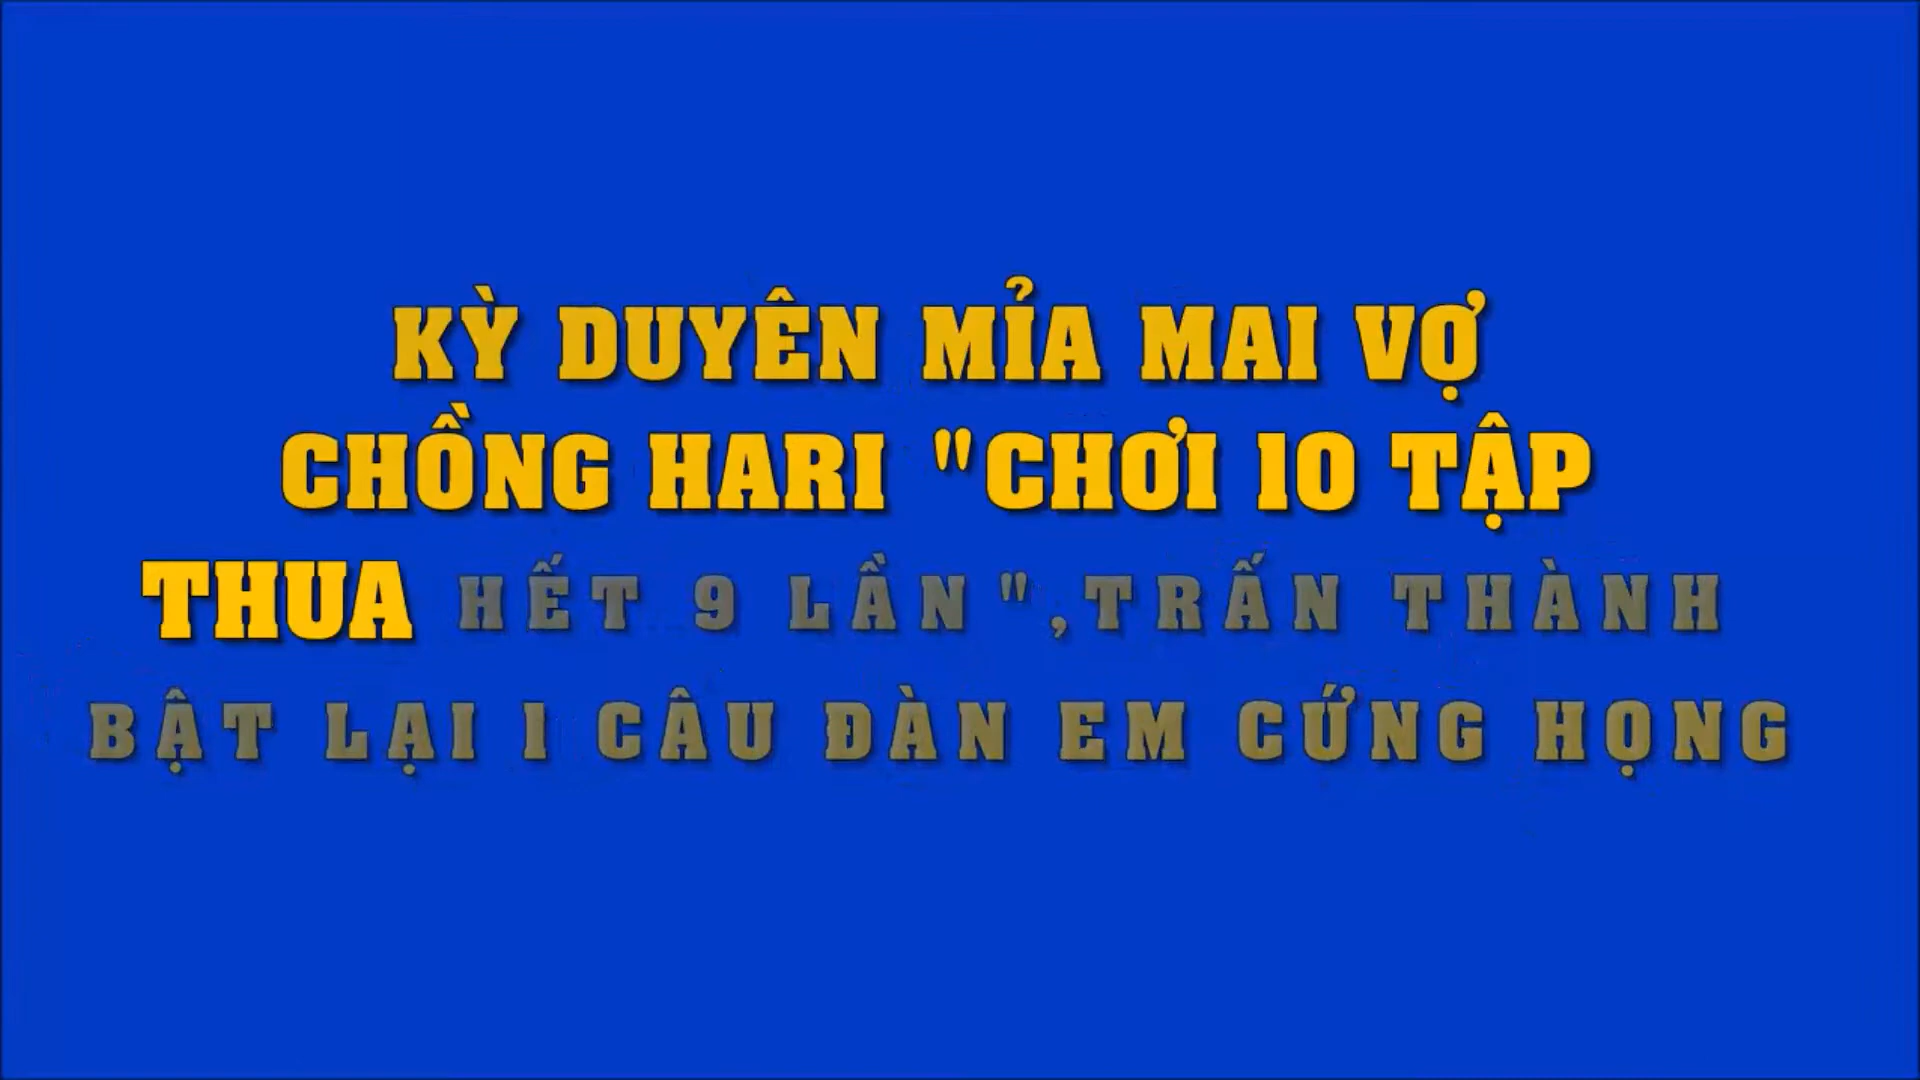 KỲ DUYÊN MỈA MAI VỢ
CHỒNG HARI "CHƠI 10 TẬP
THUA HẾT 9 LẦN",TRẤN THÀNH
BẬT LẠI 1 CÂU ĐÀN EM CỨNG HỌNG